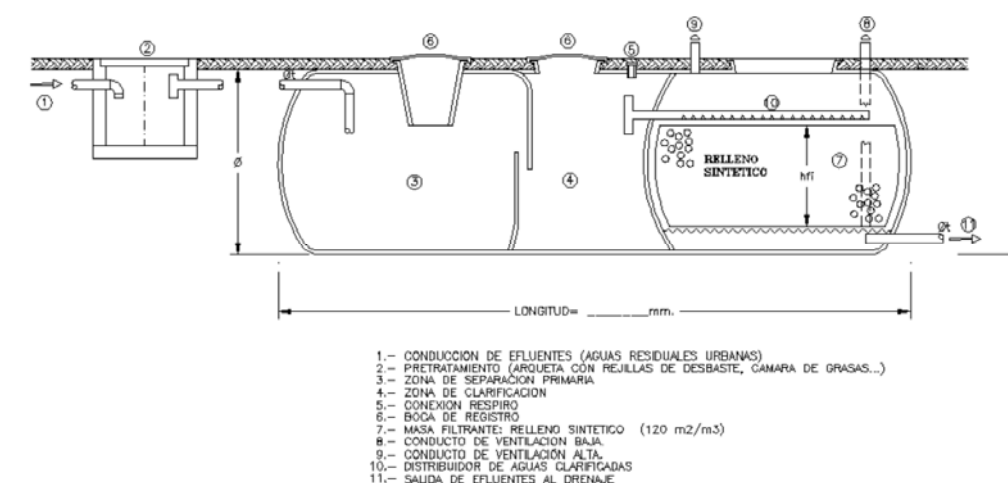 9 8
2 6 6 5
1 Øt 10
Ø RELLENO 7
SINTETICO
3 4 hfi
Øt 11
LONGITUD= ______mm.
1.- CONDUCCION DE EFLUENTES (AGUAS RESIDUALES URBANAS)
2.- PRETRATAMIENTO (ARQUETA CON REJILLAS DE DESBASTE, CAMARA DE GRASAS...)
3.- ZONA DE SEPARACION PRIMARIA
4.- ZONA DE CLARIFICACION
5.- CONEXION RESPIRO
6.- BOCA DE REGISTRO
7.- MASA FILTRANTE: RELLENO SINTETICO (120 m2/m3)
8.- CONDUCTO DE VENTILACION BAJA.
9.- CONDUCTO DE VENTILACION ALTA.
10.- DISTRIBUIDOR DE AGUAS CLARIFICADAS
11.- SALIDA DE EFLUENTES AL DRENAJE